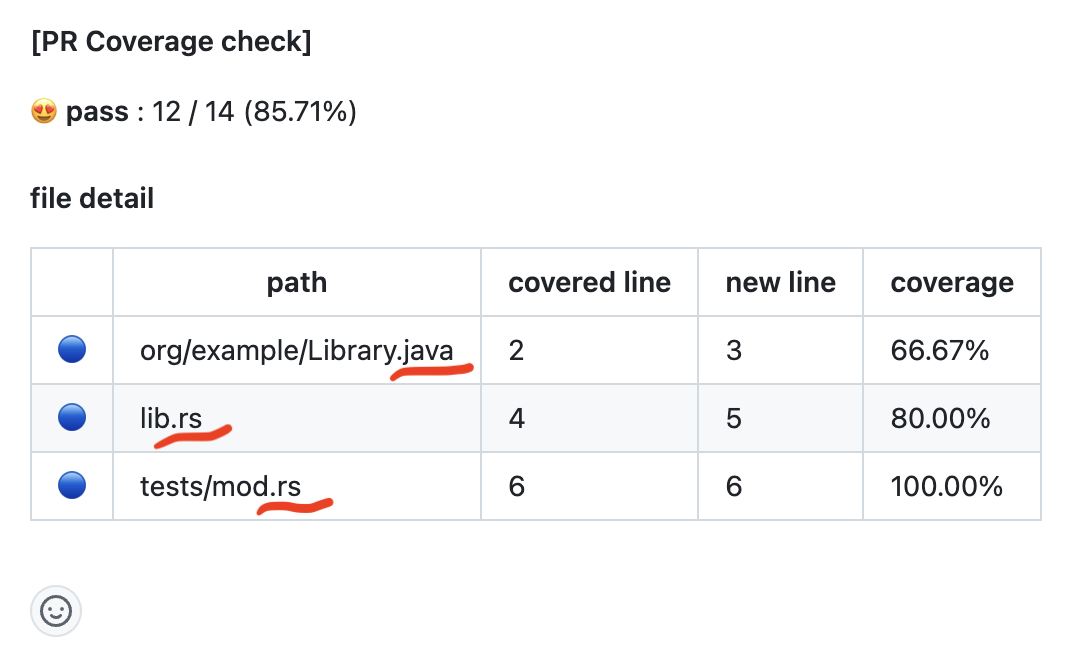 [PR Coverage check]
😍 pass : 12 / 14 (85.71%)
file detail
path covered line new line coverage
org/example/Library.java 2 3 66.67%
lib.rs 4 5 80.00%
tests/mod.rs 6 6 100.00%